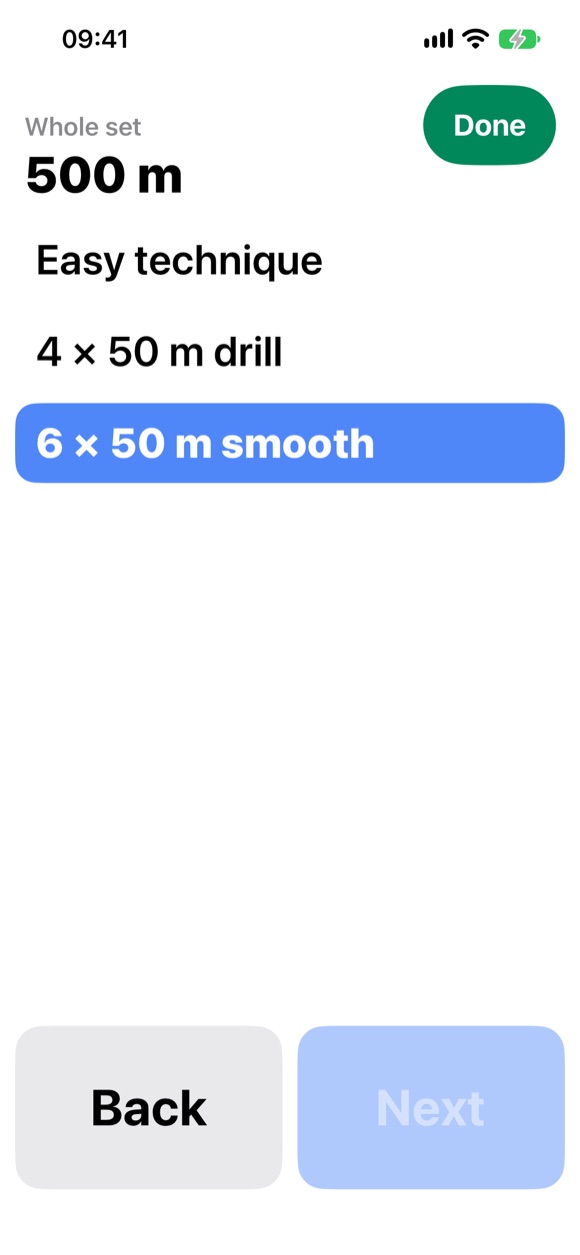 09:41
Whole set
Done
500 m
Easy technique
4 × 50 m drill
6 × 50 m smooth
Back
Next